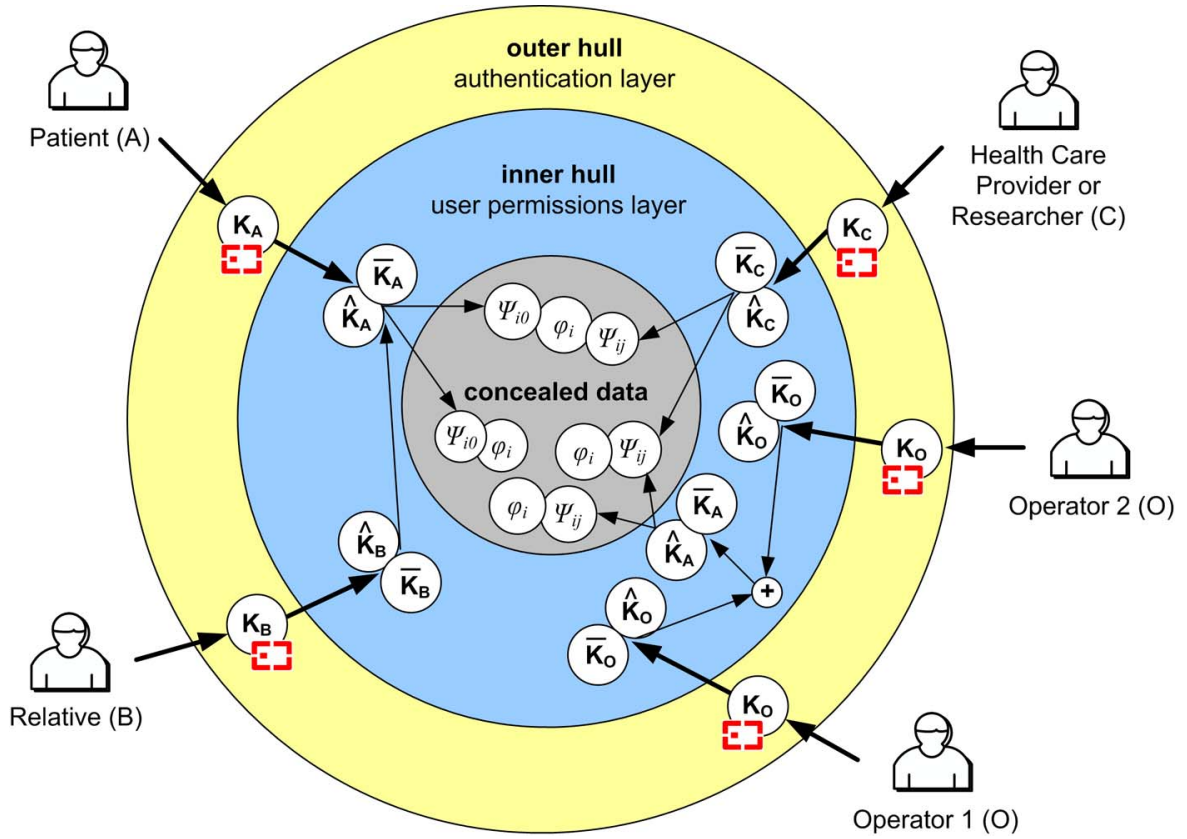 outer hull
authentication layer
Patient (A)
Health Care
Provider or
Researcher (C)
inner hull
user permissions layer
K_A
K_C
K̅_A
K̂_A
K̅_C
K̂_C
Ψ_i0
φ_i
Ψ_ij
concealed data
K̅_O
K̂_O
K_O
Ψ_i0
φ_i
φ_i
Ψ_ij
Operator 2 (O)
φ_i
Ψ_ij
K̅_A
K̂_A
K̂_B
K̅_B
+
K̂_O
K̅_O
K_B
Relative (B)
K_O
Operator 1 (O)